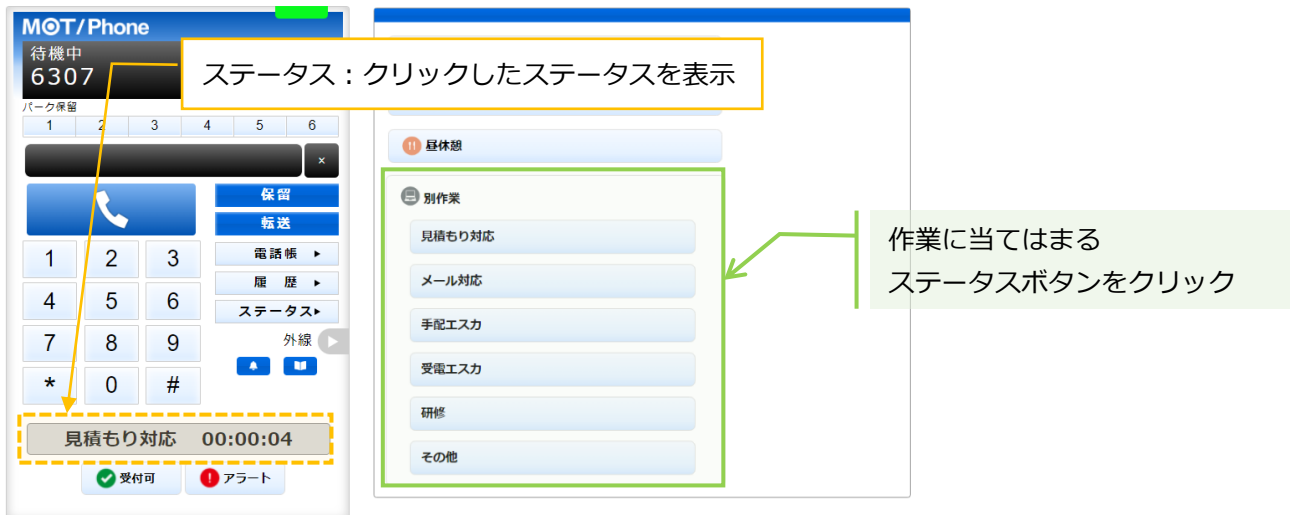 MOT/Phone
待機中
6307
ステータス：クリックしたステータスを表示
パーク保留
1 2 3 4 5 6
×
保留
転送
電話帳 ▶
履 歴 ▶
ステータス▶
外線
1 2 3
4 5 6
7 8 9
* 0 #
見積もり対応 00:00:04
受付可
! アラート
昼休憩
別作業
見積もり対応
メール対応
手配エスカ
受電エスカ
研修
その他
作業に当てはまる
ステータスボタンをクリック